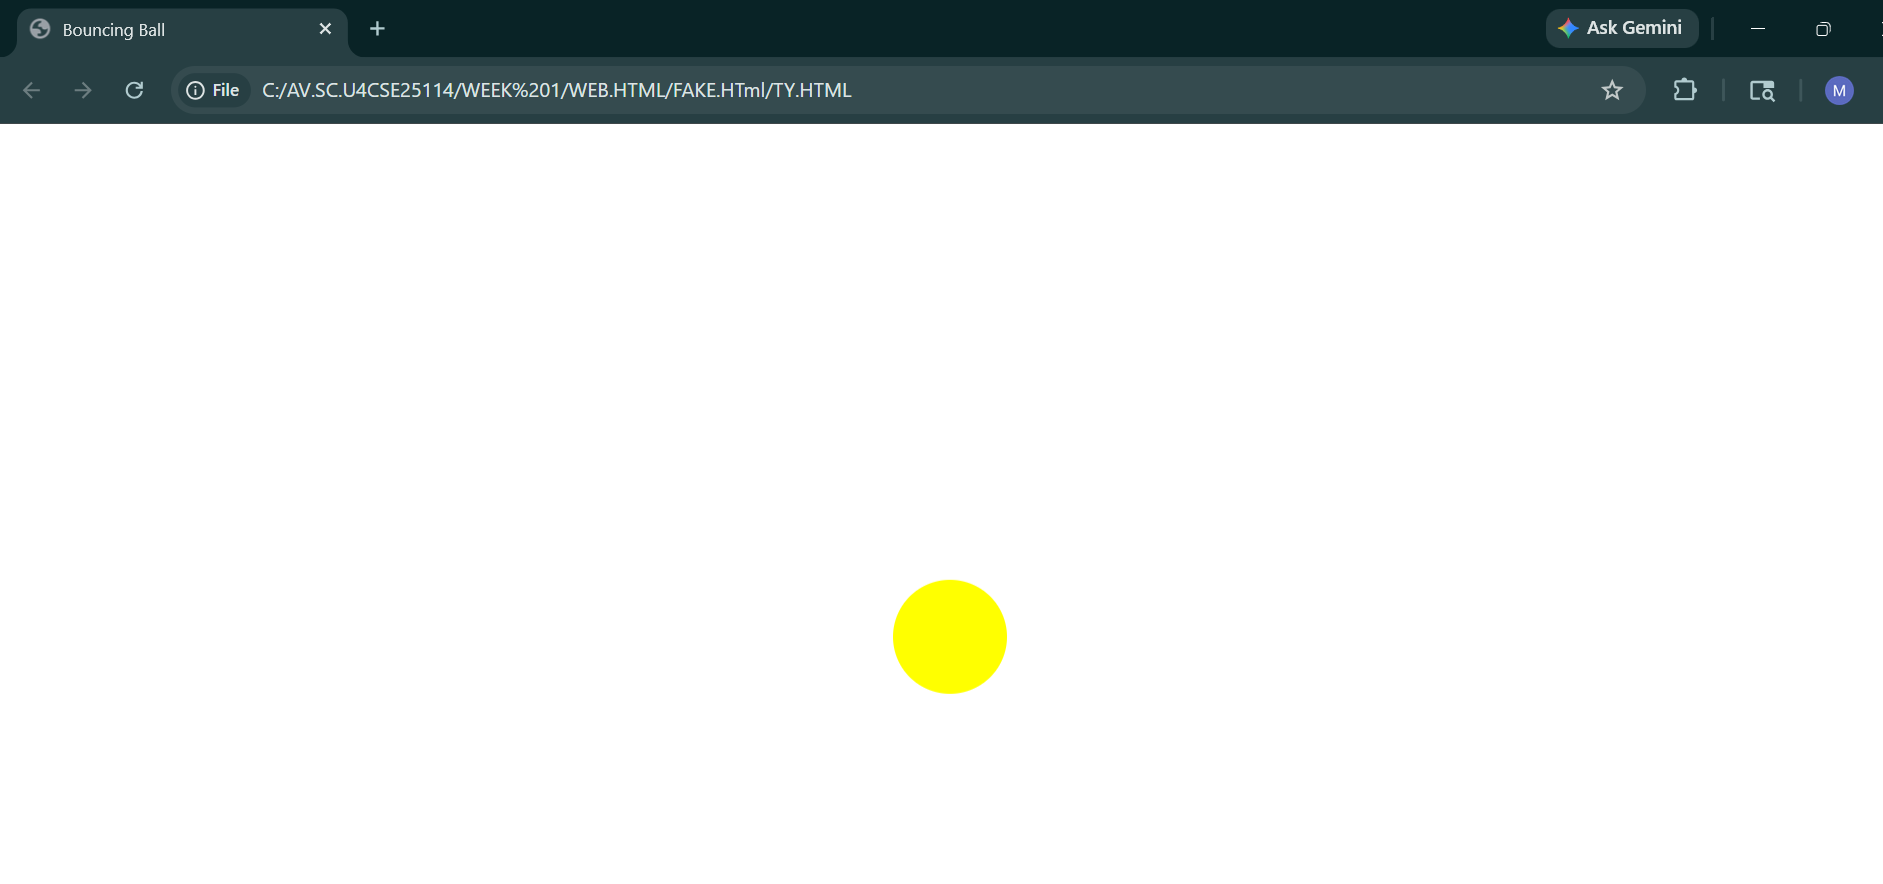 Bouncing Ball
Ask Gemini
File C:/AV.SC.U4CSE25114/WEEK%201/WEB.HTML/FAKE.HTml/TY.HTML
M